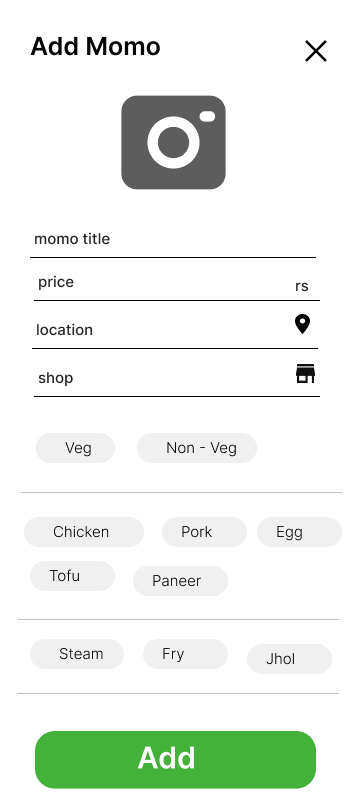 Add Momo
momo title
price rs
location
shop
Veg Non - Veg
Chicken Pork Egg
Tofu Paneer
Steam Fry Jhol
Add